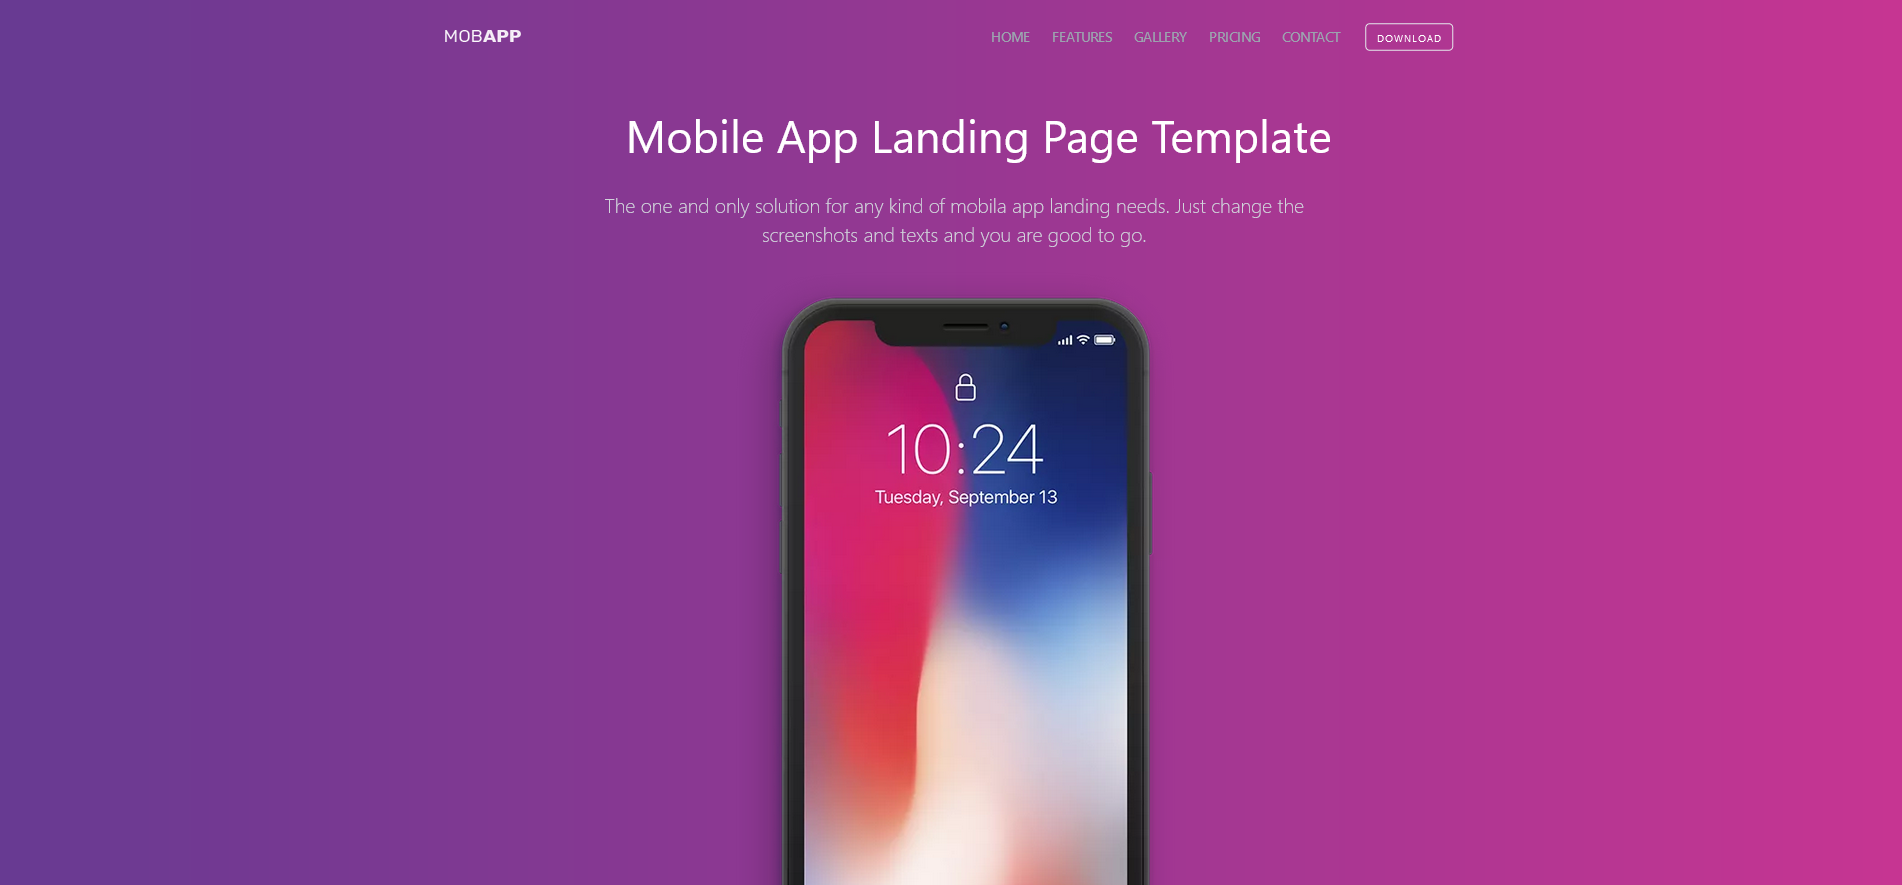 MOBAPP
HOME FEATURES GALLERY PRICING CONTACT DOWNLOAD
Mobile App Landing Page Template
The one and only solution for any kind of mobila app landing needs. Just change the
screenshots and texts and you are good to go.
10:24
Tuesday, September 13